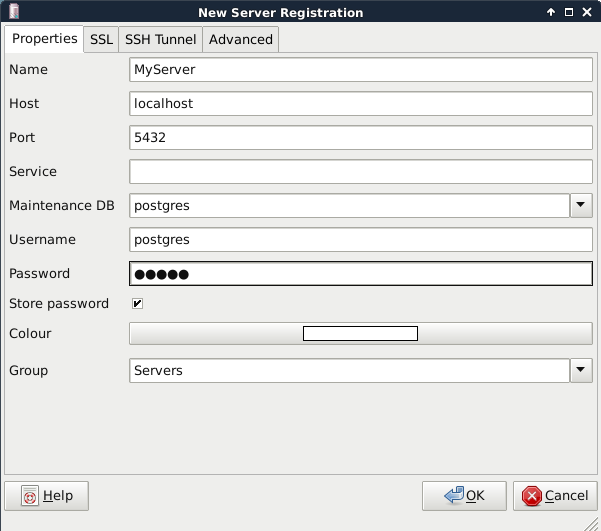 New Server Registration
Properties SSL SSH Tunnel Advanced
Name MyServer
Host localhost
Port 5432
Service
Maintenance DB postgres
Username postgres
Password ●●●●●
Store password
Colour
Group Servers
Help OK Cancel